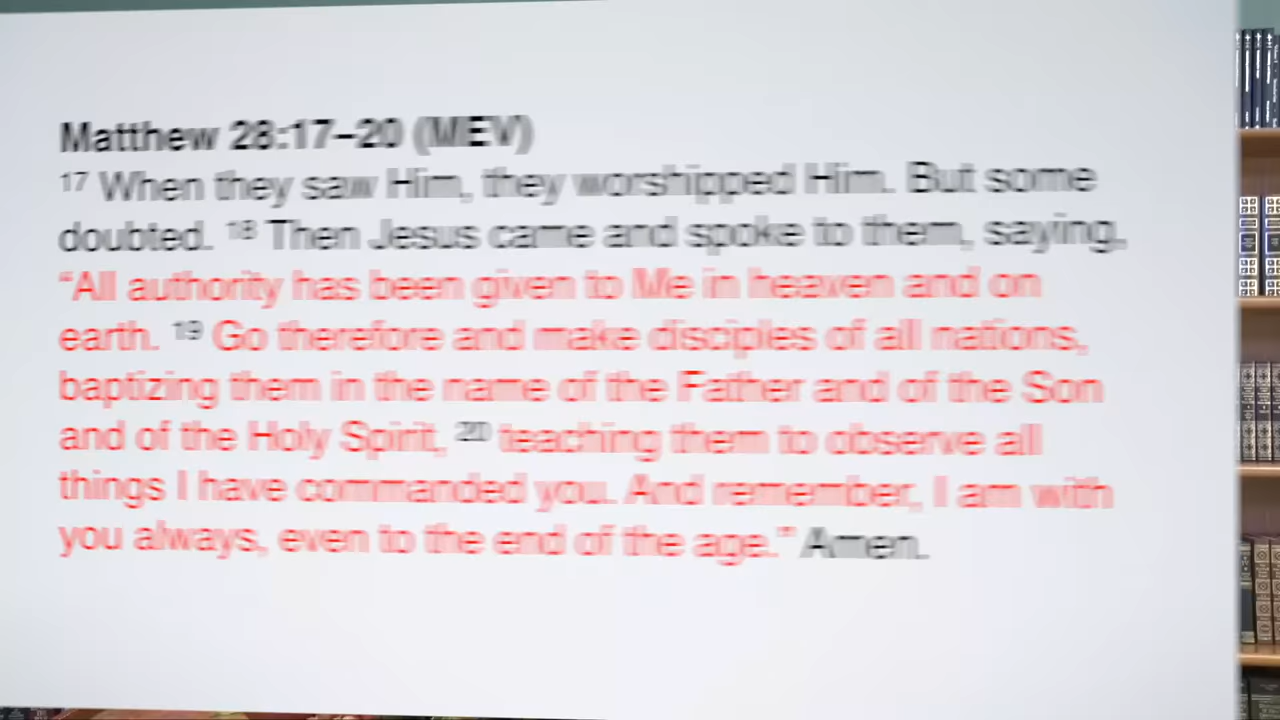 Matthew 28:17–20 (MEV)
17 When they saw Him, they worshipped Him. But some
doubted. 18 Then Jesus came and spoke to them, saying,
“All authority has been given to Me in heaven and on
earth. 19 Go therefore and make disciples of all nations,
baptizing them in the name of the Father and of the Son
and of the Holy Spirit, 20 teaching them to observe all
things I have commanded you. And remember, I am with
you always, even to the end of the age.” Amen.